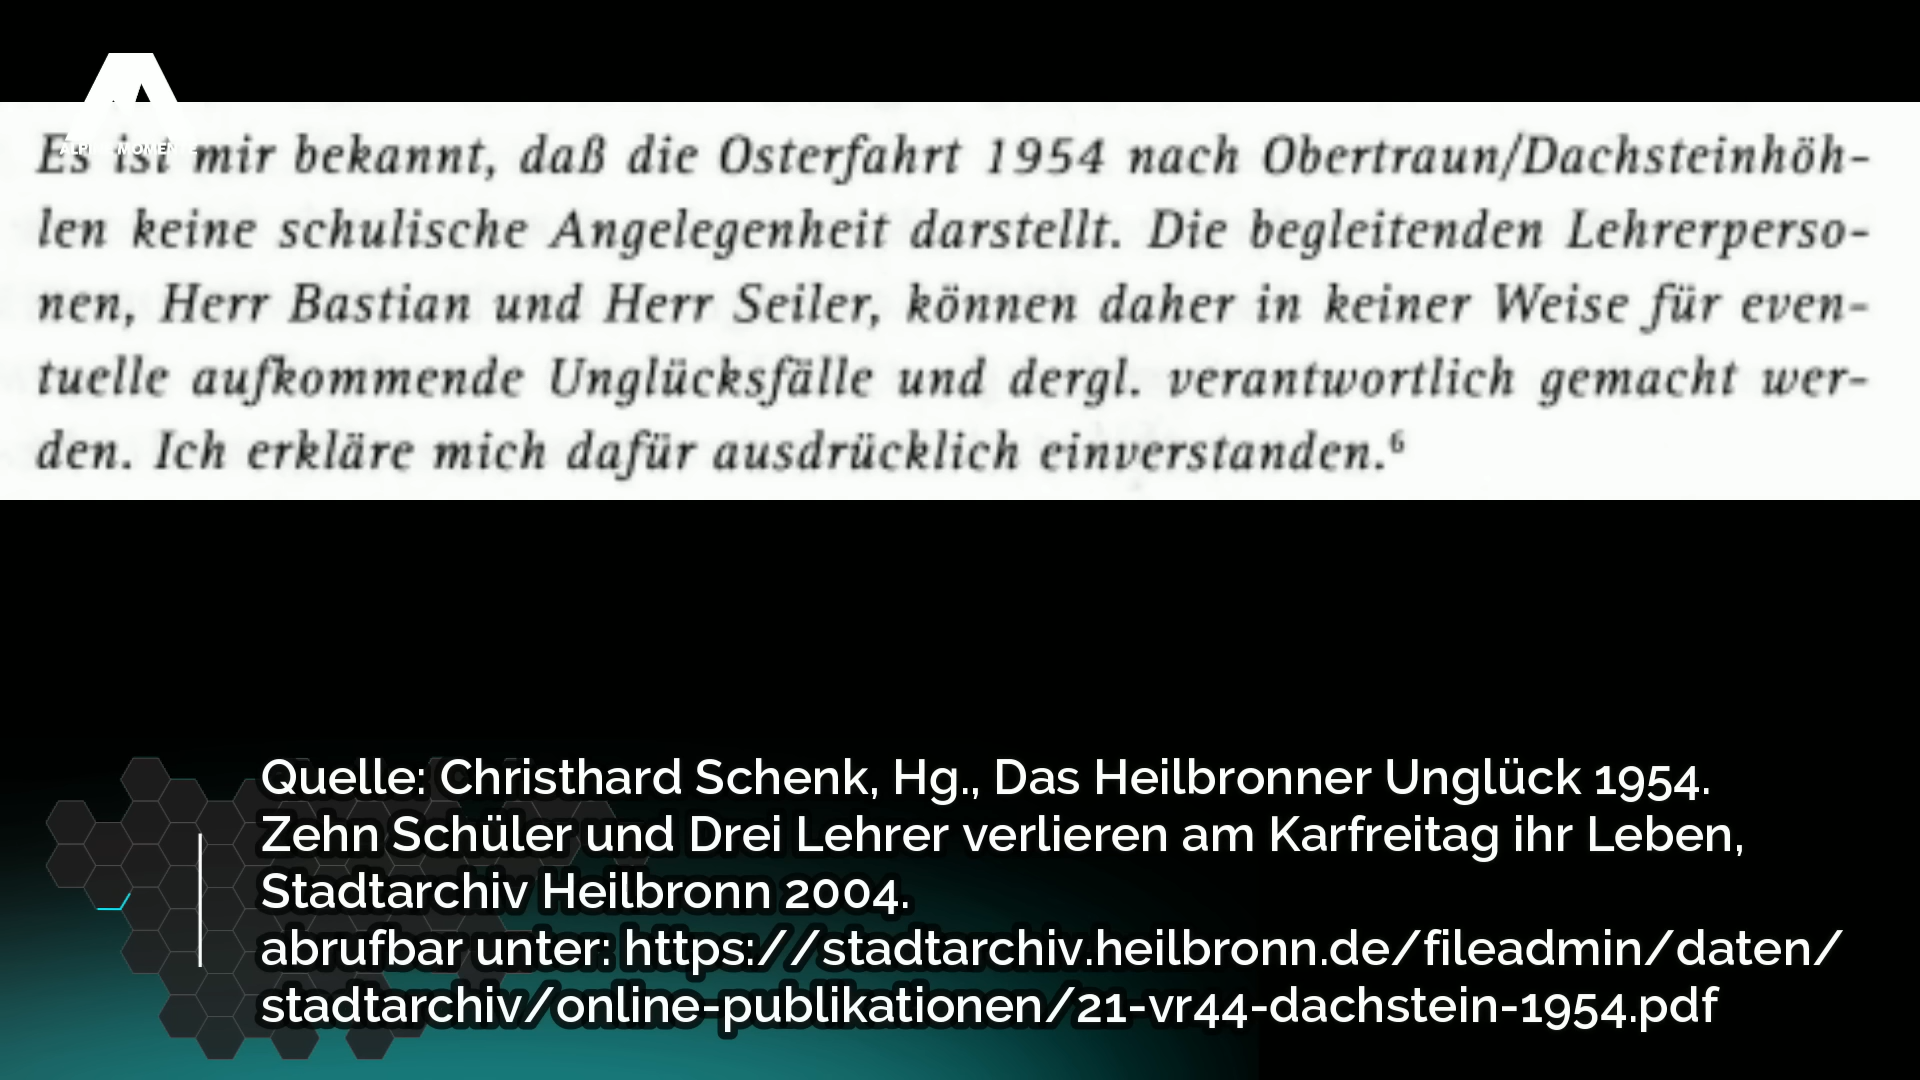 Es ist mir bekannt, daß die Osterfahrt 1954 nach Obertraun/Dachsteinhöh-
len keine schulische Angelegenheit darstellt. Die begleitenden Lehrerperso-
nen, Herr Bastian und Herr Seiler, können daher in keiner Weise für even-
tuelle aufkommende Unglücksfälle und dergl. verantwortlich gemacht wer-
den. Ich erkläre mich dafür ausdrücklich einverstanden.⁶
Quelle: Christhard Schenk, Hg., Das Heilbronner Unglück 1954.
Zehn Schüler und Drei Lehrer verlieren am Karfreitag ihr Leben,
Stadtarchiv Heilbronn 2004.
abrufbar unter: https://stadtarchiv.heilbronn.de/fileadmin/daten/
stadtarchiv/online-publikationen/21-vr44-dachstein-1954.pdf